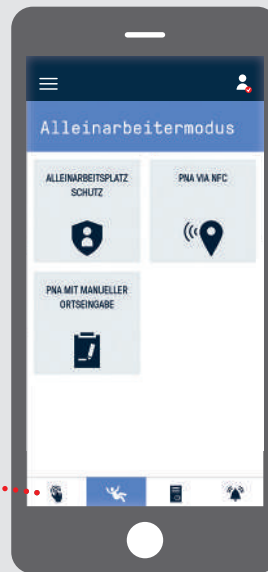 Alleinarbeitermodus
ALLEINARBEITSPLATZ
SCHUTZ
PNA VIA NFC
PNA MIT MANUELLER
ORTSEINGABE